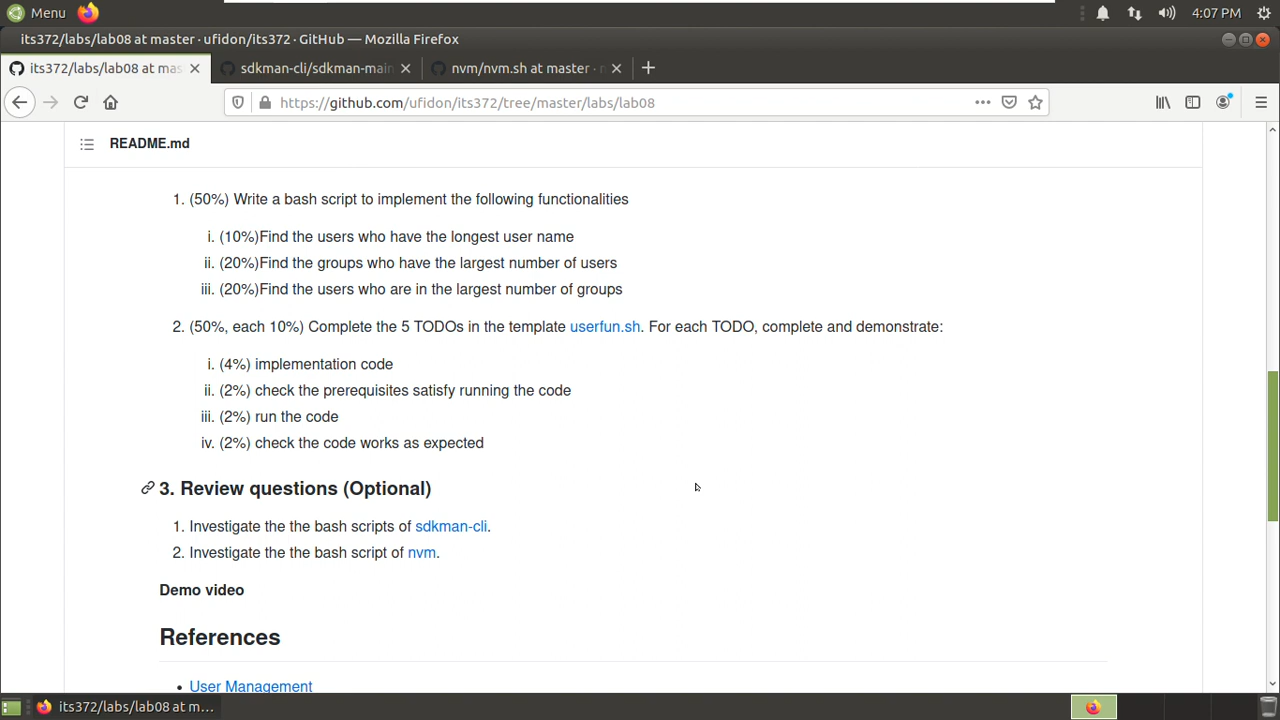 Menu
4:07 PM
its372/labs/lab08 at master · ufidon/its372 · GitHub — Mozilla Firefox
its372/labs/lab08 at mas
sdkman-cli/sdkman-main
nvm/nvm.sh at master · n
https://github.com/ufidon/its372/tree/master/labs/lab08
README.md
1. (50%) Write a bash script to implement the following functionalities
i. (10%)Find the users who have the longest user name
ii. (20%)Find the groups who have the largest number of users
iii. (20%)Find the users who are in the largest number of groups
2. (50%, each 10%) Complete the 5 TODOs in the template userfun.sh. For each TODO, complete and demonstrate:
i. (4%) implementation code
ii. (2%) check the prerequisites satisfy running the code
iii. (2%) run the code
iv. (2%) check the code works as expected
3. Review questions (Optional)
1. Investigate the the bash scripts of sdkman-cli.
2. Investigate the the bash script of nvm.
Demo video
References
• User Management
its372/labs/lab08 at m...